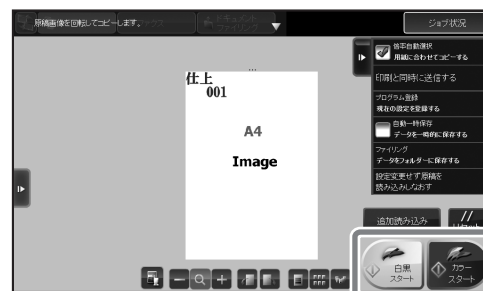 原稿画像を回転してコピーします。
ジョブ状況
倍率自動選択
用紙に合わせてコピーする
印刷と同時に送信する
プログラム登録
現在の設定を登録する
自動一時保存
データを一時的に保存する
ファイリング
データをフォルダーに保存する
設定変更せず原稿を
読み込みしなおす
仕上
001
A4
Image
追加読み込み
白黒
スタート
カラー
スタート